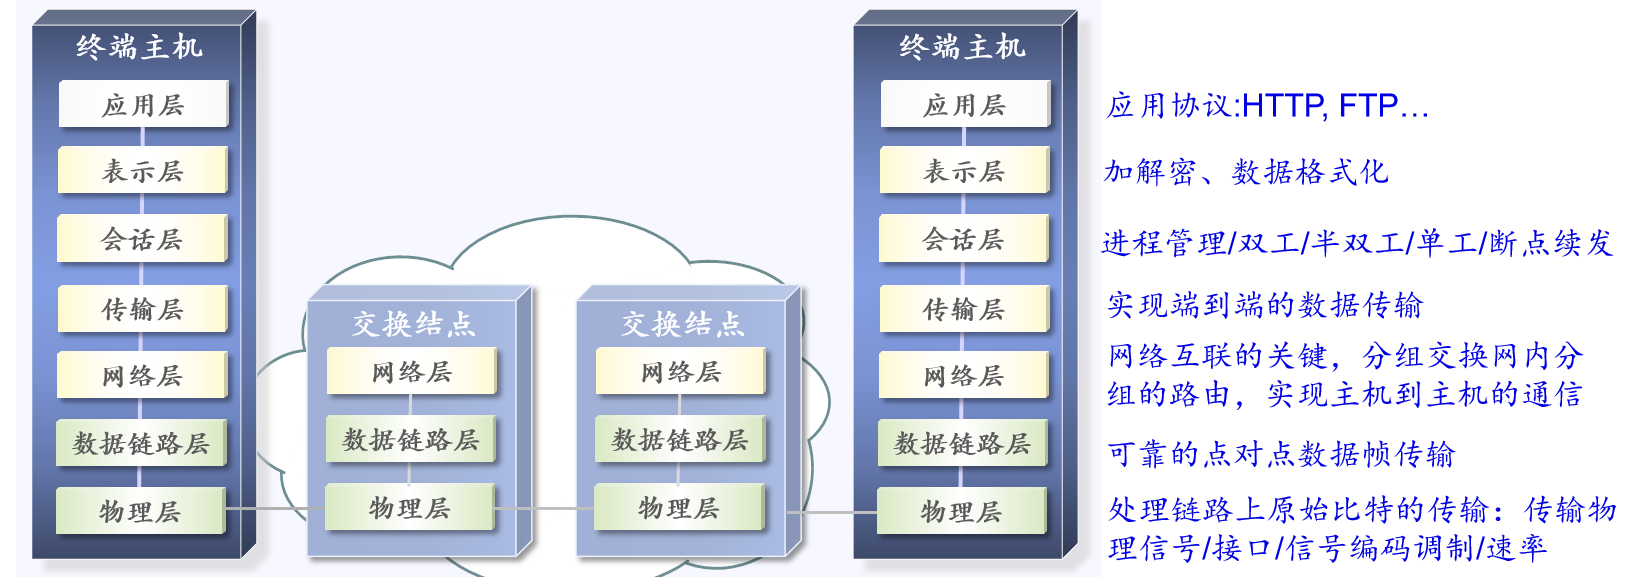 终端主机
应用层
表示层
会话层
传输层
网络层
数据链路层
物理层
交换结点
网络层
数据链路层
物理层
交换结点
网络层
数据链路层
物理层
终端主机
应用层
表示层
会话层
传输层
网络层
数据链路层
物理层
应用协议:HTTP, FTP…
加解密、数据格式化
进程管理/双工/半双工/单工/断点续发
实现端到端的数据传输
网络互联的关键，分组交换网内分
组的路由，实现主机到主机的通信
可靠的点对点数据帧传输
处理链路上原始比特的传输：传输物
理信号/接口/信号编码调制/速率